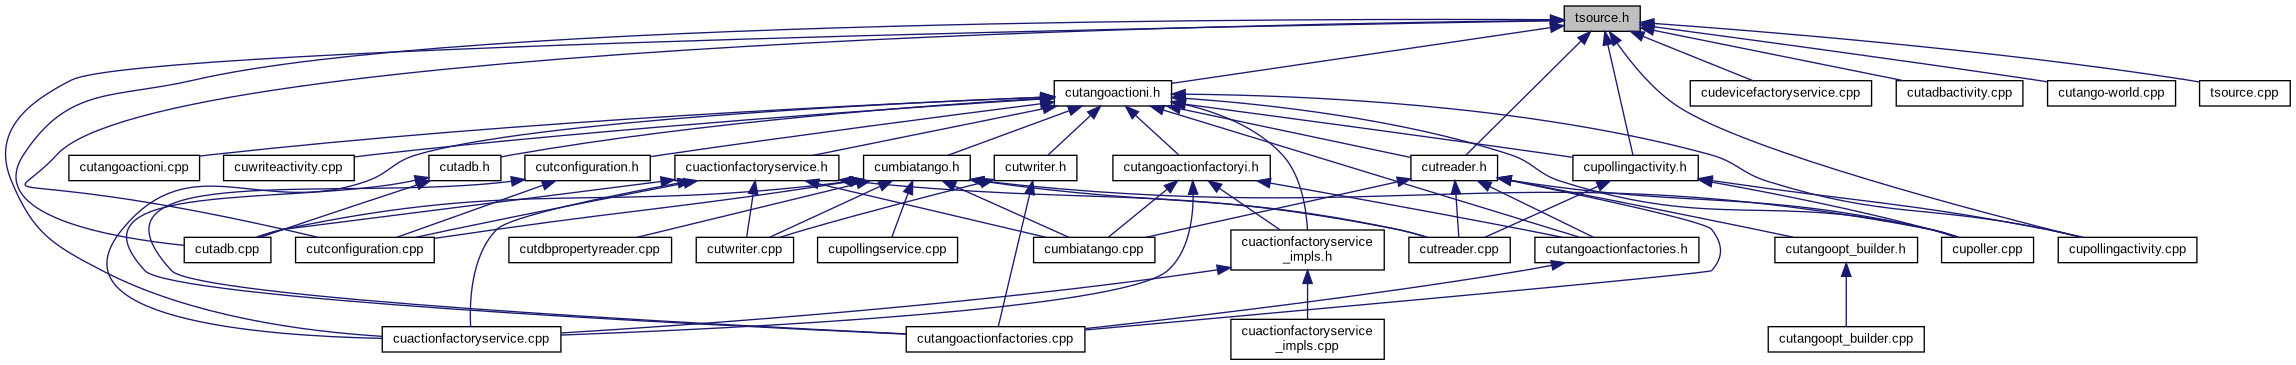 tsource.h
cutangoactioni.h
cudevicefactoryservice.cpp
cutadbactivity.cpp
cutango-world.cpp
tsource.cpp
cutangoactioni.cpp
cuwriteactivity.cpp
cutadb.h
cutconfiguration.h
cuactionfactoryservice.h
cumbiatango.h
cutwriter.h
cutangoactionfactoryi.h
cutreader.h
cupollingactivity.h
cutadb.cpp
cutconfiguration.cpp
cutdbpropertyreader.cpp
cutwriter.cpp
cupollingservice.cpp
cumbiatango.cpp
cuactionfactoryservice
_impls.h
cutreader.cpp
cutangoactionfactories.h
cutangoopt_builder.h
cupoller.cpp
cupollingactivity.cpp
cuactionfactoryservice.cpp
cutangoactionfactories.cpp
cuactionfactoryservice
_impls.cpp
cutangoopt_builder.cpp